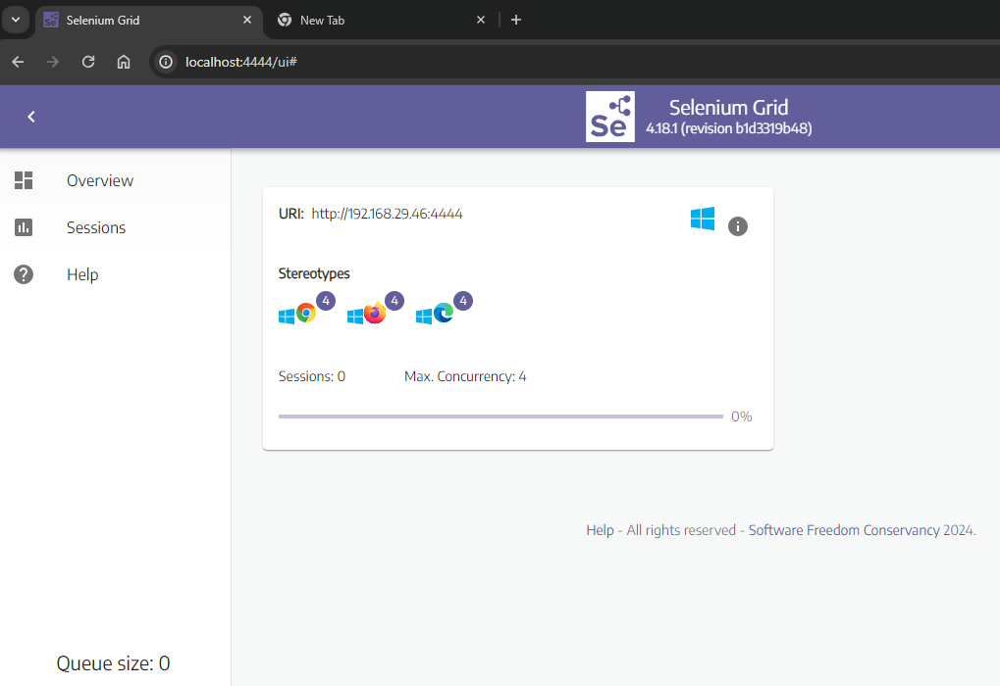 Selenium Grid
New Tab
localhost:4444/ui#
Se
Selenium Grid
4.18.1 (revision b1d3319b48)
Overview
Sessions
Help
URI: http://192.168.29.46:4444
Stereotypes
4 4 4
Sessions: 0 Max. Concurrency: 4
0%
Help - All rights reserved - Software Freedom Conservancy 2024.
Queue size: 0